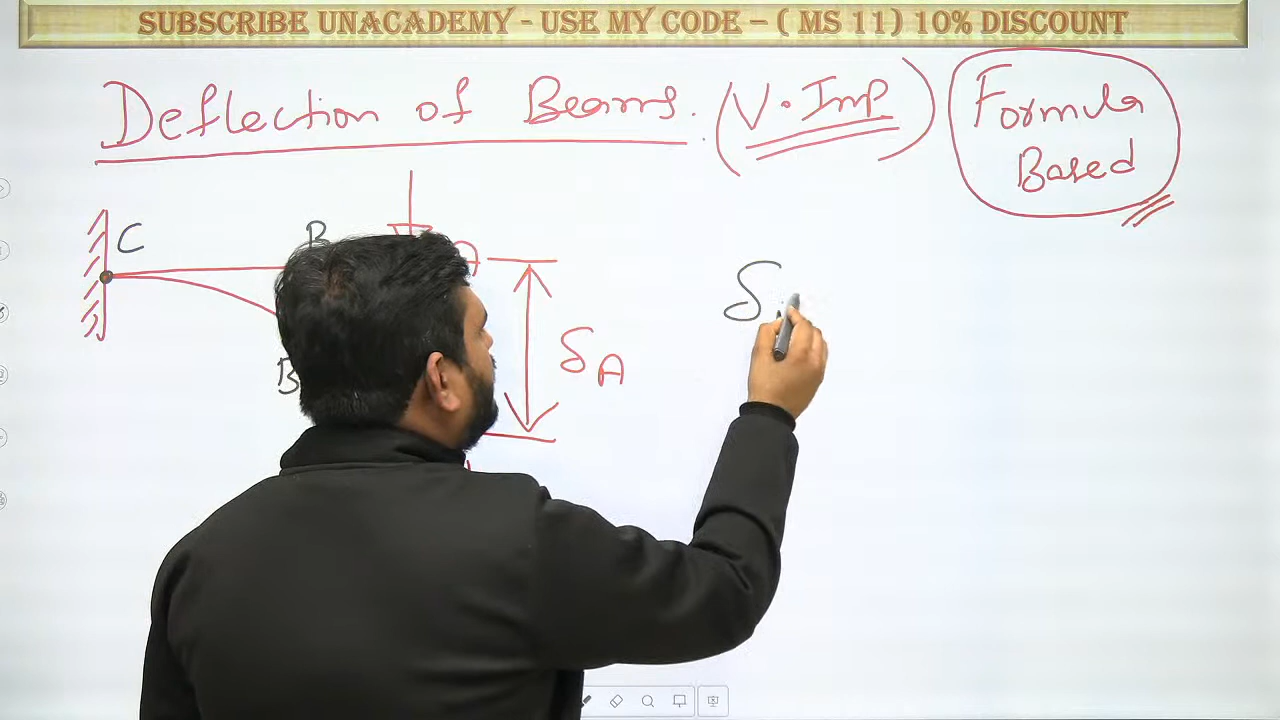 SUBSCRIBE UNACADEMY - USE MY CODE – ( MS 11) 10% DISCOUNT
Deflection of Beams. (V.Imp)
Formula
Based
C
B
A
δA
B
δ